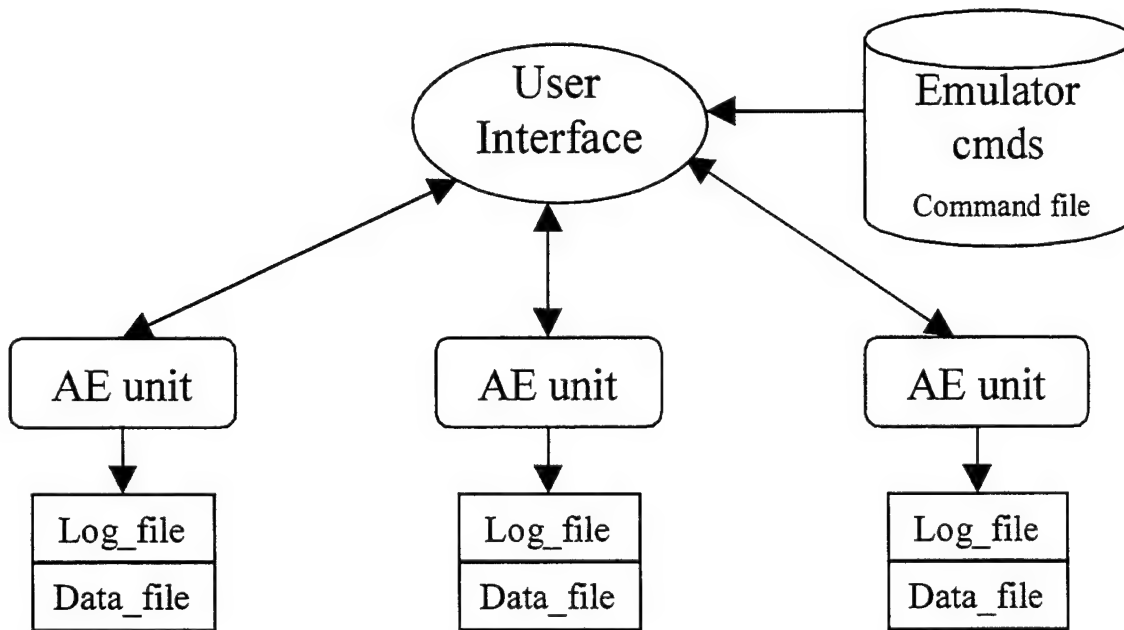 User
Interface
Emulator
cmds
Command file
AE unit
AE unit
AE unit
Log_file
Data_file
Log_file
Data_file
Log_file
Data_file